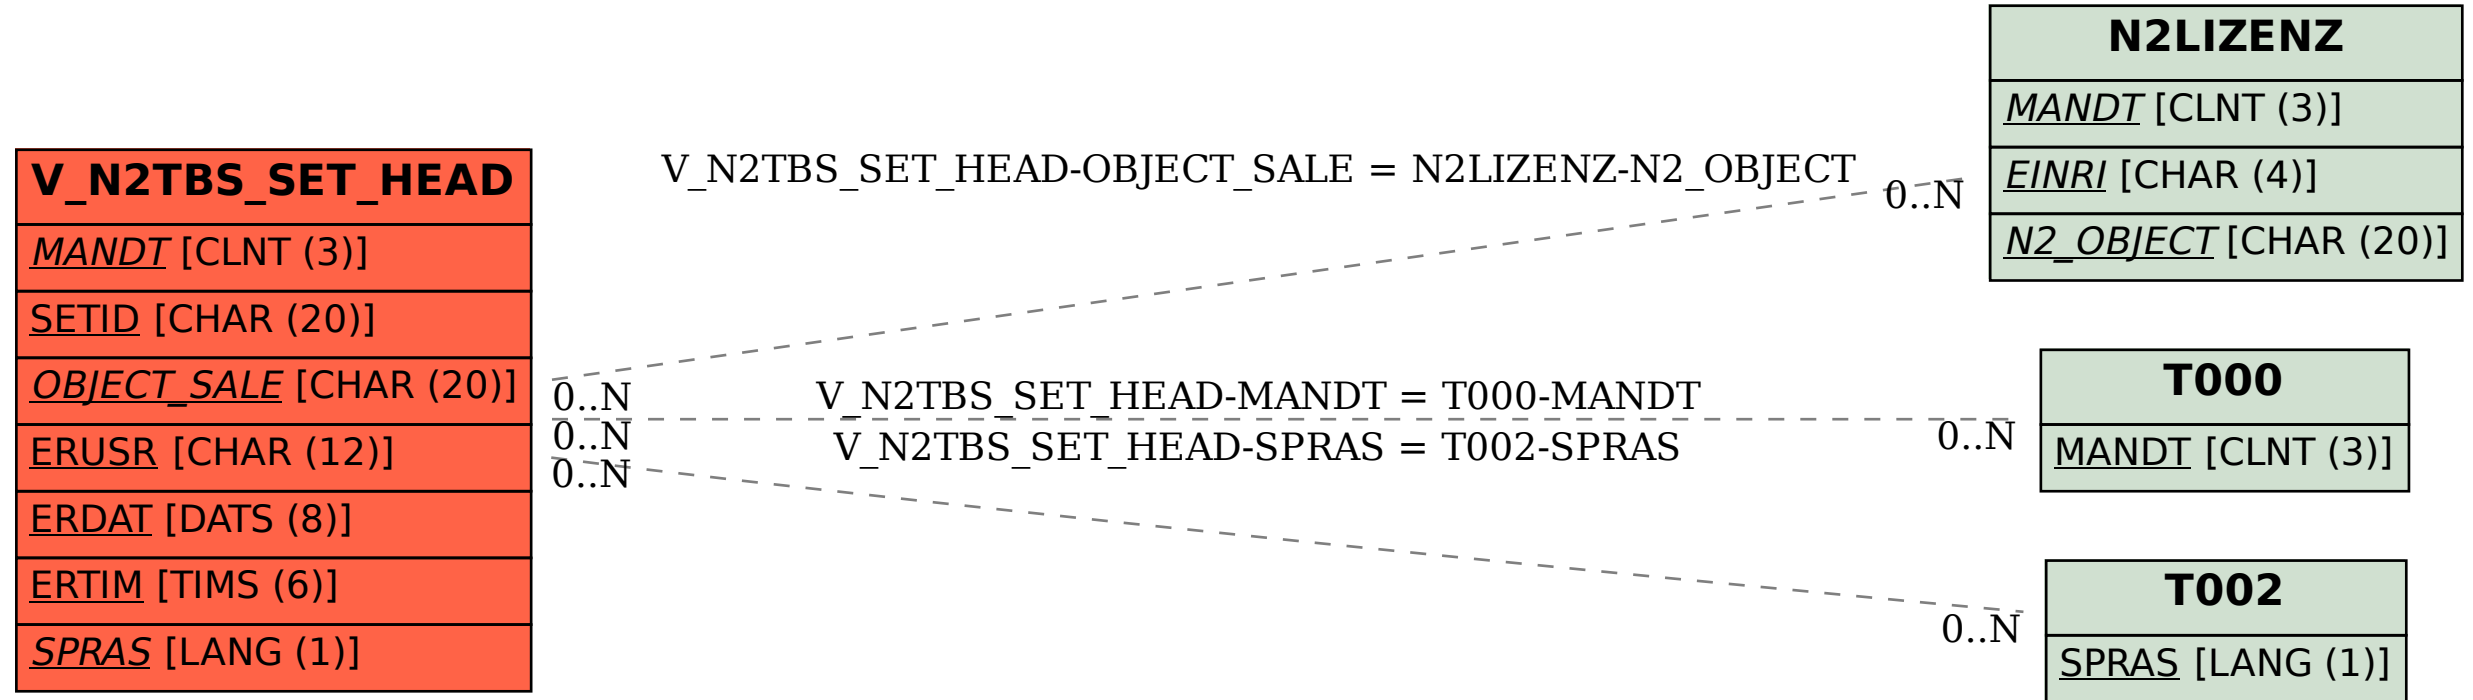 V_N2TBS_SET_HEAD
MANDT [CLNT (3)]
SETID [CHAR (20)]
OBJECT_SALE [CHAR (20)]
ERUSR [CHAR (12)]
ERDAT [DATS (8)]
ERTIM [TIMS (6)]
SPRAS [LANG (1)]
V_N2TBS_SET_HEAD-OBJECT_SALE = N2LIZENZ-N2_OBJECT
0..N
0..N
V_N2TBS_SET_HEAD-MANDT = T000-MANDT
0..N
0..N
V_N2TBS_SET_HEAD-SPRAS = T002-SPRAS
0..N
0..N
N2LIZENZ
MANDT [CLNT (3)]
EINRI [CHAR (4)]
N2_OBJECT [CHAR (20)]
T000
MANDT [CLNT (3)]
T002
SPRAS [LANG (1)]